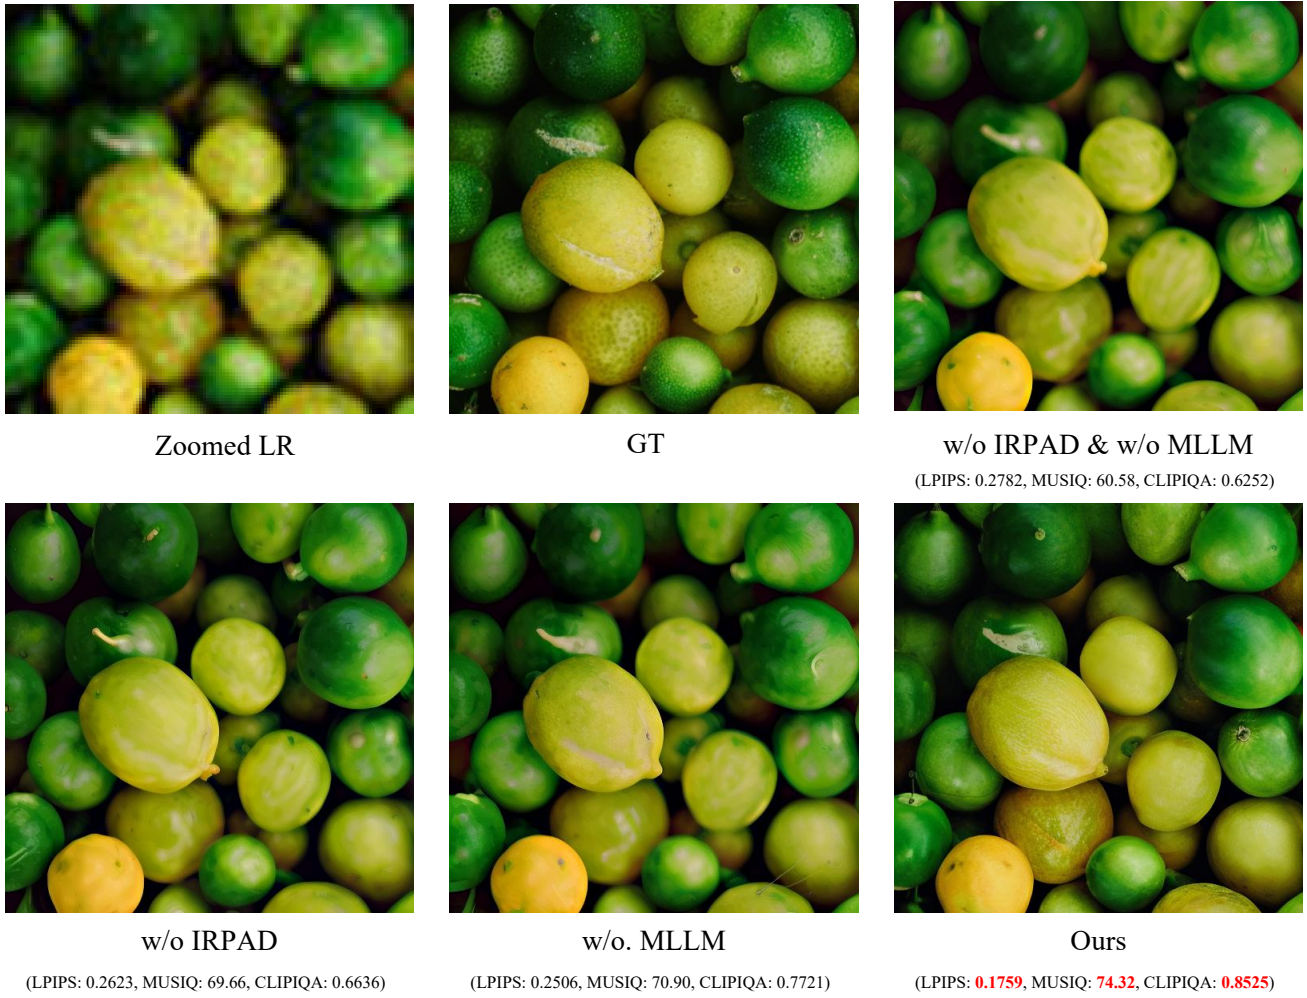 Zoomed LR
GT
w/o IRPAD & w/o MLLM
(LPIPS: 0.2782, MUSIQ: 60.58, CLIPIQA: 0.6252)
w/o IRPAD
w/o. MLLM
Ours
(LPIPS: 0.2623, MUSIQ: 69.66, CLIPIQA: 0.6636)
(LPIPS: 0.2506, MUSIQ: 70.90, CLIPIQA: 0.7721)
(LPIPS: 0.1759, MUSIQ: 74.32, CLIPIQA: 0.8525)